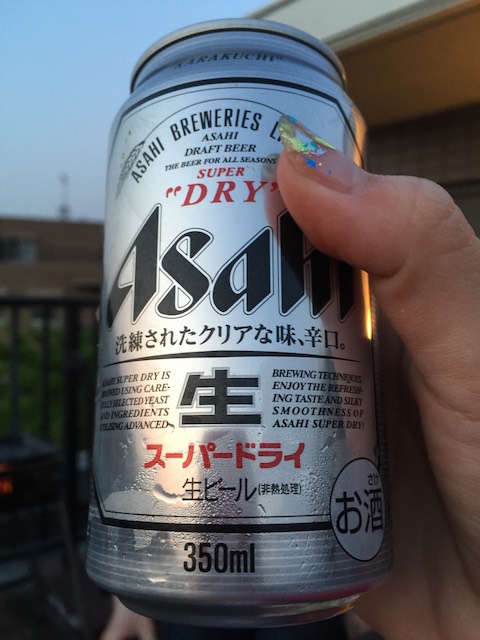 "KARAKUCHI"
ASAHI BREWERIES
ASAHI
DRAFT BEER
THE BEER FOR ALL SEASONS
SUPER
"DRY"
Asahi
洗練されたクリアな味、辛口。
ASAHI SUPER DRY IS
BREWED USING CARE-
FULLY SELECTED YEAST
AND INGREDIENTS
UTILISING ADVANCED
BREWING TECHNIQUES.
ENJOY THE REFRESH-
ING TASTE AND SILKY
SMOOTHNESS OF
ASAHI SUPER DRY!
生
スーパードライ
生ビール(非熱処理)
さけ
お酒
350ml